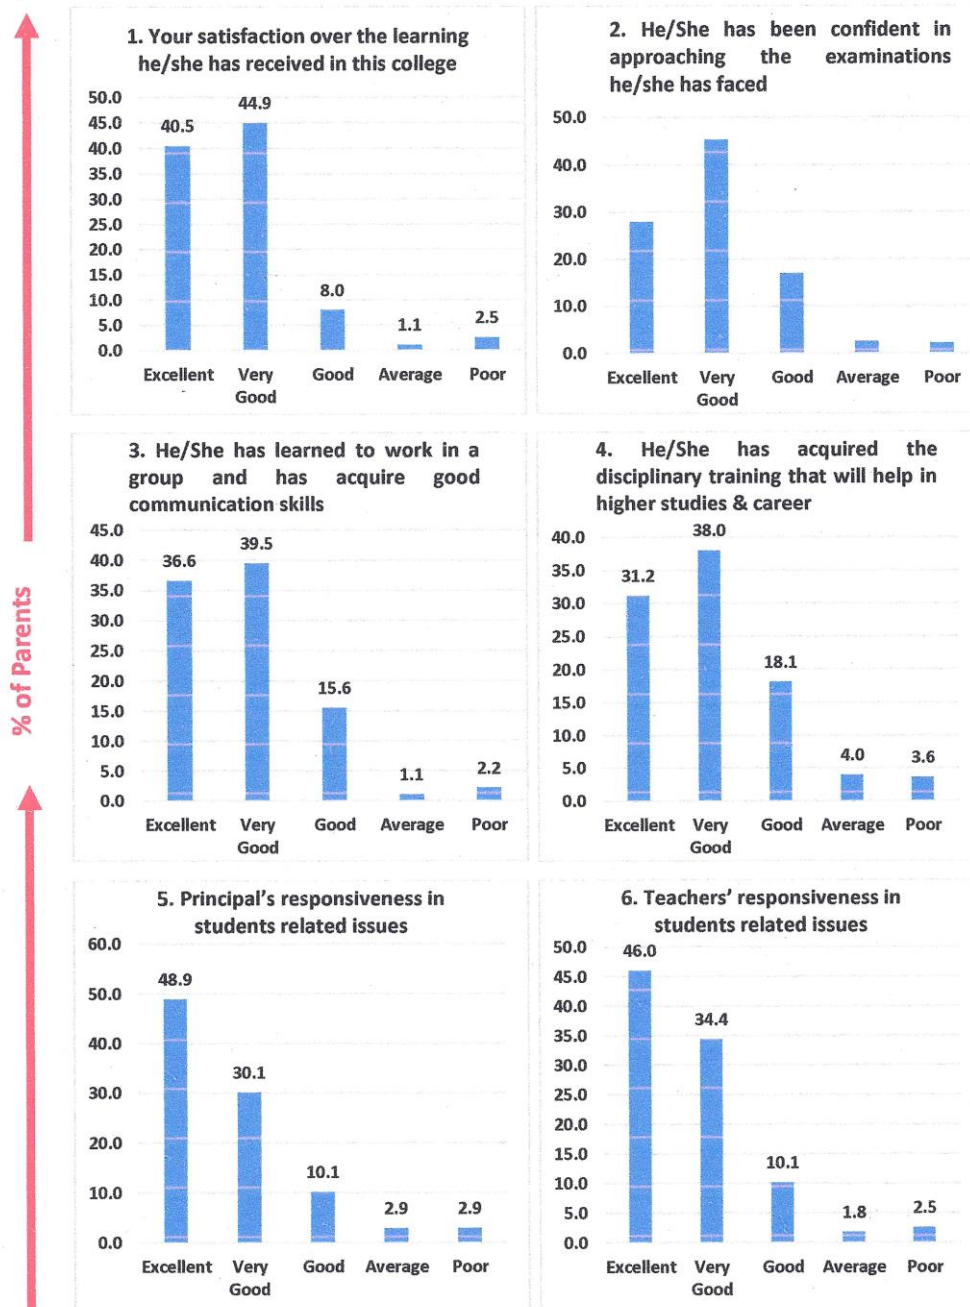 % of Parents
1. Your satisfaction over the learning
he/she has received in this college
50.0
45.0
40.0
35.0
30.0
25.0
20.0
15.0
10.0
5.0
0.0
40.5
44.9
8.0
1.1
2.5
Excellent Very Good Average Poor
Good
2. He/She has been confident in
approaching the examinations
he/she has faced
50.0
40.0
30.0
20.0
10.0
0.0
Excellent Very Good Average Poor
Good
3. He/She has learned to work in a
group and has acquire good
communication skills
45.0
40.0
35.0
30.0
25.0
20.0
15.0
10.0
5.0
0.0
36.6
39.5
15.6
1.1
2.2
Excellent Very Good Average Poor
Good
4. He/She has acquired the
disciplinary training that will help in
higher studies & career
40.0
35.0
30.0
25.0
20.0
15.0
10.0
5.0
0.0
31.2
38.0
18.1
4.0
3.6
Excellent Very Good Average Poor
Good
5. Principal's responsiveness in
students related issues
60.0
50.0
40.0
30.0
20.0
10.0
0.0
48.9
30.1
10.1
2.9
2.9
Excellent Very Good Average Poor
Good
6. Teachers' responsiveness in
students related issues
50.0
45.0
40.0
35.0
30.0
25.0
20.0
15.0
10.0
5.0
0.0
46.0
34.4
10.1
1.8
2.5
Excellent Very Good Average Poor
Good